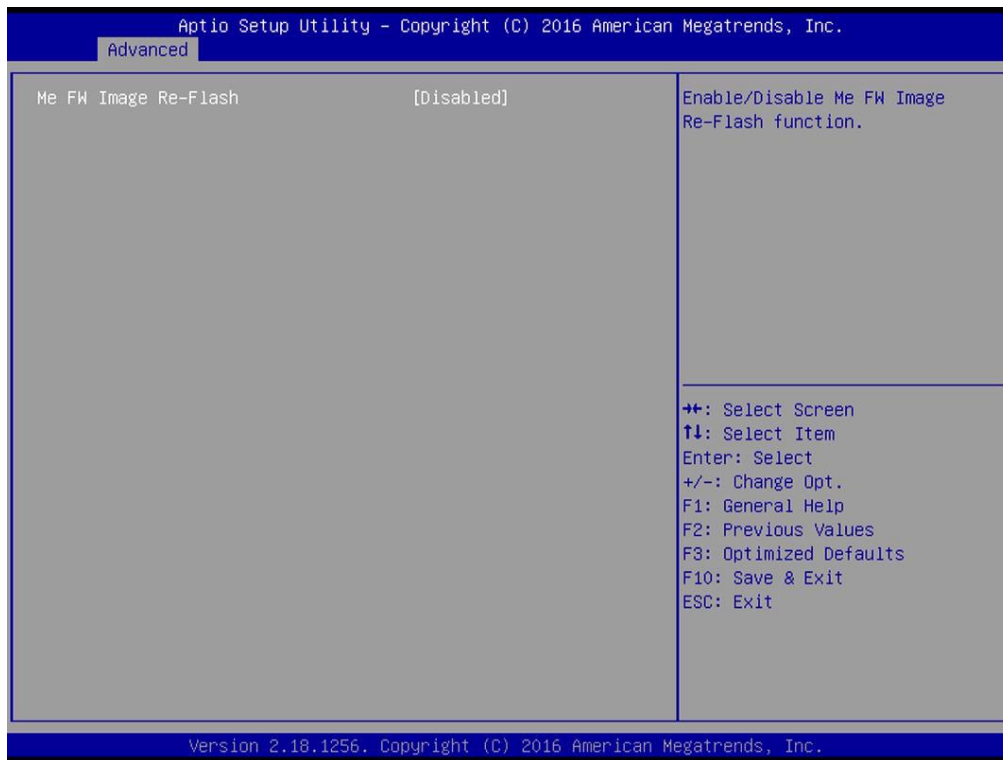 Aptio Setup Utility – Copyright (C) 2016 American Megatrends, Inc.
Advanced
Me FW Image Re-Flash [Disabled]
Enable/Disable Me FW Image
Re-Flash function.
→←: Select Screen
↑↓: Select Item
Enter: Select
+/-: Change Opt.
F1: General Help
F2: Previous Values
F3: Optimized Defaults
F10: Save & Exit
ESC: Exit
Version 2.18.1256. Copyright (C) 2016 American Megatrends, Inc.